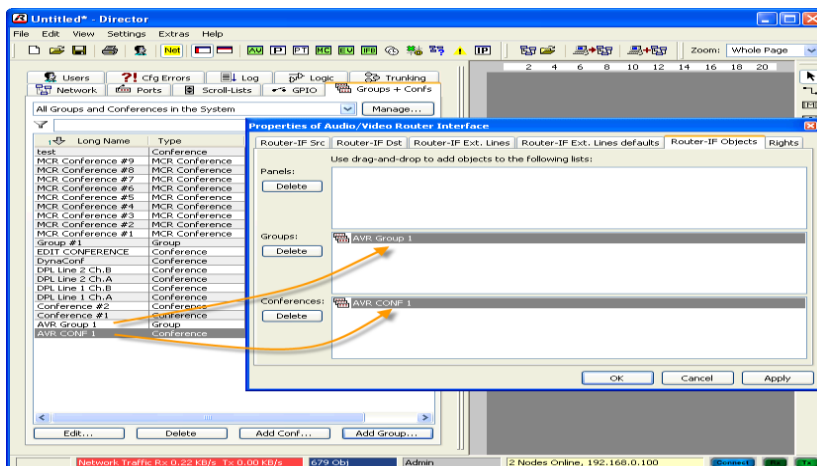 Untitled* - Director
File Edit View Settings Extras Help
Net AV P PT MC EV IFB IP Zoom: Whole Page
2 4 6 8 10 12 14 16 18 20
Users ?! Cfg Errors Log Logic Trunking
Network Ports Scroll-Lists GPIO Groups + Confs
All Groups and Conferences in the System Manage...
1 Long Name Type
test Conference
MCR Conference #9 MCR Conference
MCR Conference #8 MCR Conference
MCR Conference #7 MCR Conference
MCR Conference #6 MCR Conference
MCR Conference #5 MCR Conference
MCR Conference #4 MCR Conference
MCR Conference #3 MCR Conference
MCR Conference #2 MCR Conference
MCR Conference #1 MCR Conference
Group #1 Group
EDIT CONFERENCE Conference
DynaConf Conference
DPL Line 2 Ch.B Conference
DPL Line 2 Ch.A Conference
DPL Line 1 Ch.B Conference
DPL Line 1 Ch.A Conference
Conference #2 Conference
Conference #1 Conference
AVR Group 1 Group
AVR CONF 1 Conference
Edit... Delete Add Conf... Add Group...
Properties of Audio/Video Router Interface
Router-IF Src Router-IF Dst Router-IF Ext. Lines Router-IF Ext. Lines defaults Router-IF Objects Rights
Use drag-and-drop to add objects to the following lists:
Panels:
Delete
Groups:
AVR Group 1
Delete
Conferences:
AVR CONF 1
Delete
OK Cancel Apply
Network Traffic Rx 0.22 KB/s Tx 0.00 KB/s 679 Obj Admin 2 Nodes Online, 192.168.0.100 Connect Rx Tx